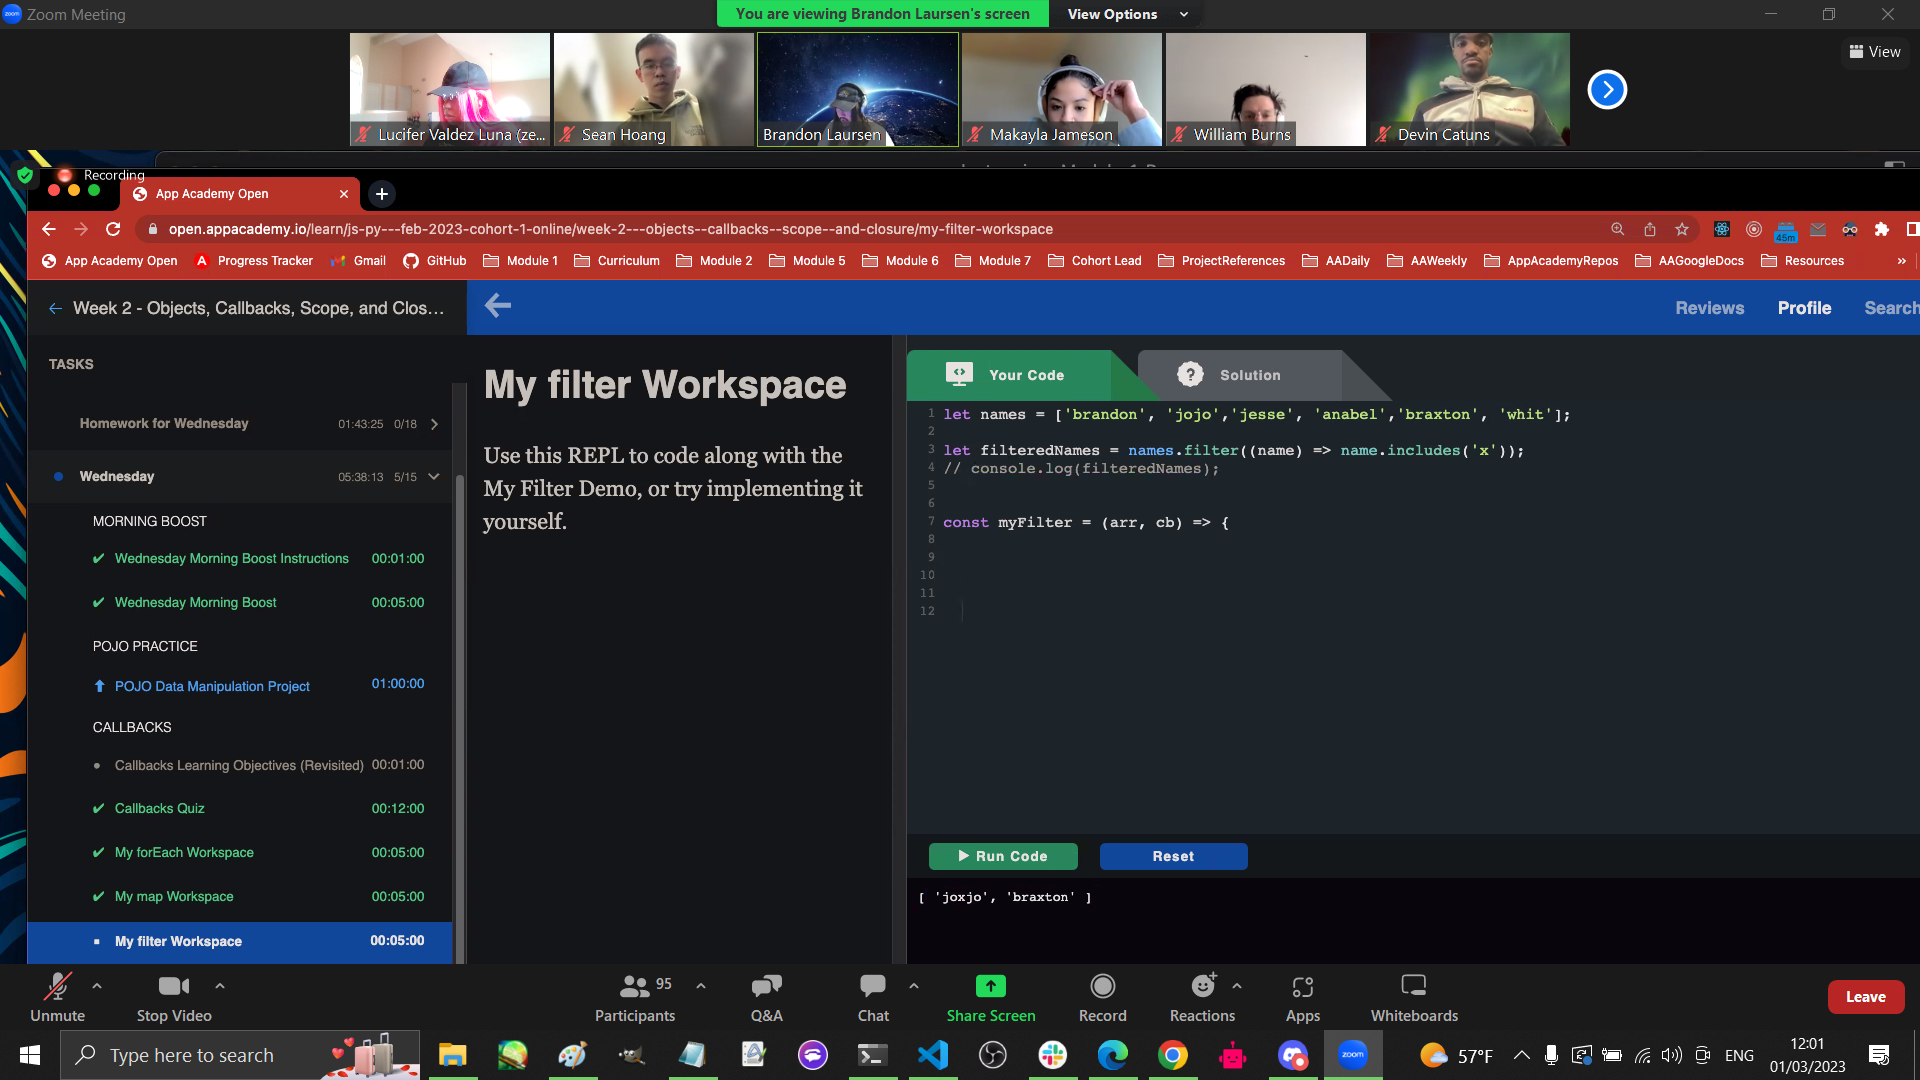 Zoom Meeting
You are viewing Brandon Laursen's screen
View Options
View
Lucifer Valdez Luna (ze...
Sean Hoang
Brandon Laursen
Makayla Jameson
William Burns
Devin Catuns
Recording
App Academy Open
open.appacademy.io/learn/js-py---feb-2023-cohort-1-online/week-2---objects--callbacks--scope--and-closure/my-filter-workspace
45m
App Academy Open
Progress Tracker
Gmail
GitHub
Module 1
Curriculum
Module 2
Module 5
Module 6
Module 7
Cohort Lead
ProjectReferences
AADaily
AAWeekly
AppAcademyRepos
AAGoogleDocs
Resources
»
Week 2 - Objects, Callbacks, Scope, and Clos...
Reviews
Profile
Search
TASKS
Homework for Wednesday 01:43:25 0/18
Wednesday 05:38:13 5/15
MORNING BOOST
Wednesday Morning Boost Instructions 00:01:00
Wednesday Morning Boost 00:05:00
POJO PRACTICE
POJO Data Manipulation Project 01:00:00
CALLBACKS
Callbacks Learning Objectives (Revisited) 00:01:00
Callbacks Quiz 00:12:00
My forEach Workspace 00:05:00
My map Workspace 00:05:00
My filter Workspace 00:05:00
My filter Workspace
Use this REPL to code along with the
My Filter Demo, or try implementing it
yourself.
Your Code
Solution
1 let names = ['brandon', 'jojo','jesse', 'anabel','braxton', 'whit'];
2
3 let filteredNames = names.filter((name) => name.includes('x'));
4 // console.log(filteredNames);
5
6
7 const myFilter = (arr, cb) => {
8
9
10
11
12
Run Code
Reset
[ 'joxjo', 'braxton' ]
Unmute
Stop Video
Participants 95
Q&A
Chat
Share Screen
Record
Reactions
Apps
Whiteboards
Leave
Type here to search
zoom
57°F
ENG
12:01
01/03/2023